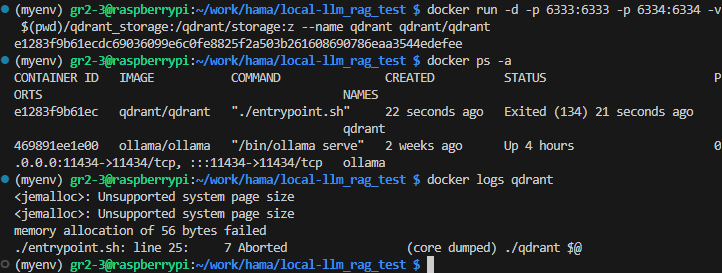 (myenv) gr2-3@raspberrypi:~/work/hama/local-llm_rag_test $ docker run -d -p 6333:6333 -p 6334:6334 -v
$(pwd)/qdrant_storage:/qdrant/storage:z --name qdrant qdrant/qdrant
e1283f9b61ecdc69036099e6c0fe8825f2a503b261608690786eaa3544edefee
(myenv) gr2-3@raspberrypi:~/work/hama/local-llm_rag_test $ docker ps -a
CONTAINER ID   IMAGE           COMMAND                  CREATED          STATUS                        P
ORTS                                           NAMES
e1283f9b61ec   qdrant/qdrant   "./entrypoint.sh"        22 seconds ago   Exited (134) 21 seconds ago
                                               qdrant
469891ee1e00   ollama/ollama   "/bin/ollama serve"      2 weeks ago      Up 4 hours                    0
.0.0.0:11434->11434/tcp, :::11434->11434/tcp   ollama
(myenv) gr2-3@raspberrypi:~/work/hama/local-llm_rag_test $ docker logs qdrant
<jemalloc>: Unsupported system page size
<jemalloc>: Unsupported system page size
memory allocation of 56 bytes failed
./entrypoint.sh: line 25:     7 Aborted                 (core dumped) ./qdrant $@
(myenv) gr2-3@raspberrypi:~/work/hama/local-llm_rag_test $